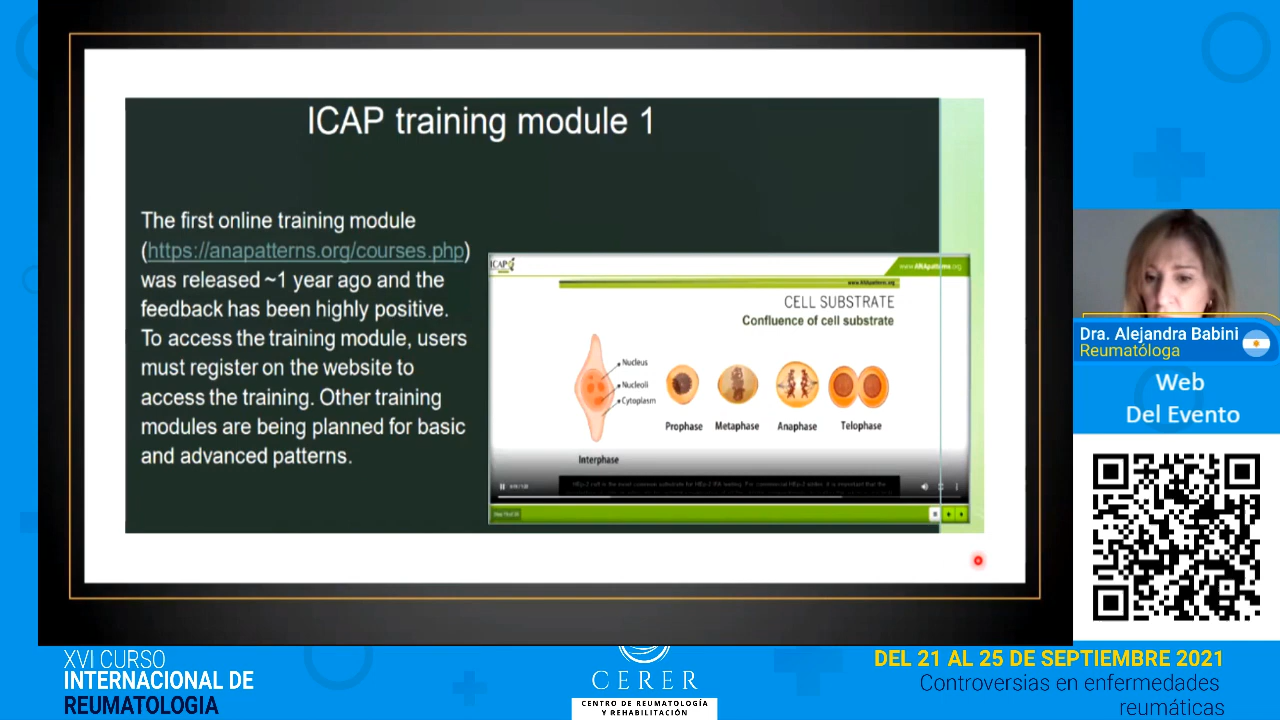 ICAP training module 1
The first online training module
(https://anapatterns.org/courses.php)
was released ~1 year ago and the
feedback has been highly positive.
To access the training module, users
must register on the website to
access the training. Other training
modules are being planned for basic
and advanced patterns.
ICAP
www.ANApatterns.org
www.ANApatterns.org
CELL SUBSTRATE
Confluence of cell substrate
Nucleus
Nucleoli
Cytoplasm
Prophase Metaphase Anaphase Telophase
Interphase
Dra. Alejandra Babini
Reumatóloga
Web
Del Evento
XVI CURSO
INTERNACIONAL DE
REUMATOLOGIA
CERER
CENTRO DE REUMATOLOGÍA
Y REHABILITACIÓN
DEL 21 AL 25 DE SEPTIEMBRE 2021
Controversias en enfermedades
reumáticas